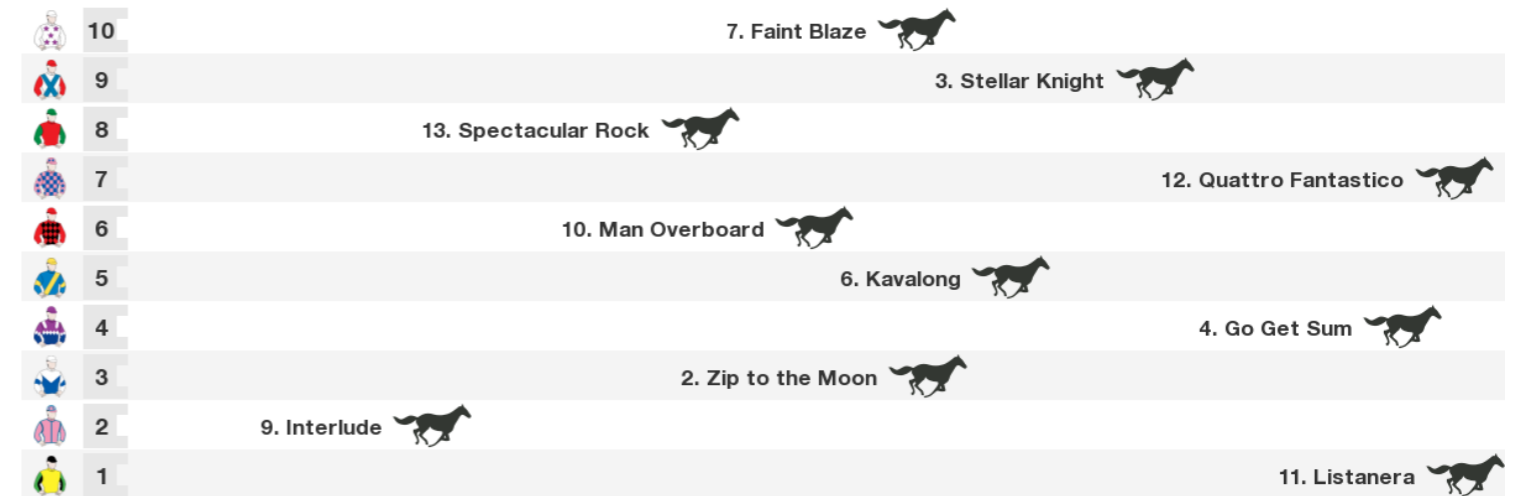 10 7. Faint Blaze
9 3. Stellar Knight
8 13. Spectacular Rock
7 12. Quattro Fantastico
6 10. Man Overboard
5 6. Kavalong
4 4. Go Get Sum
3 2. Zip to the Moon
2 9. Interlude
1 11. Listanera